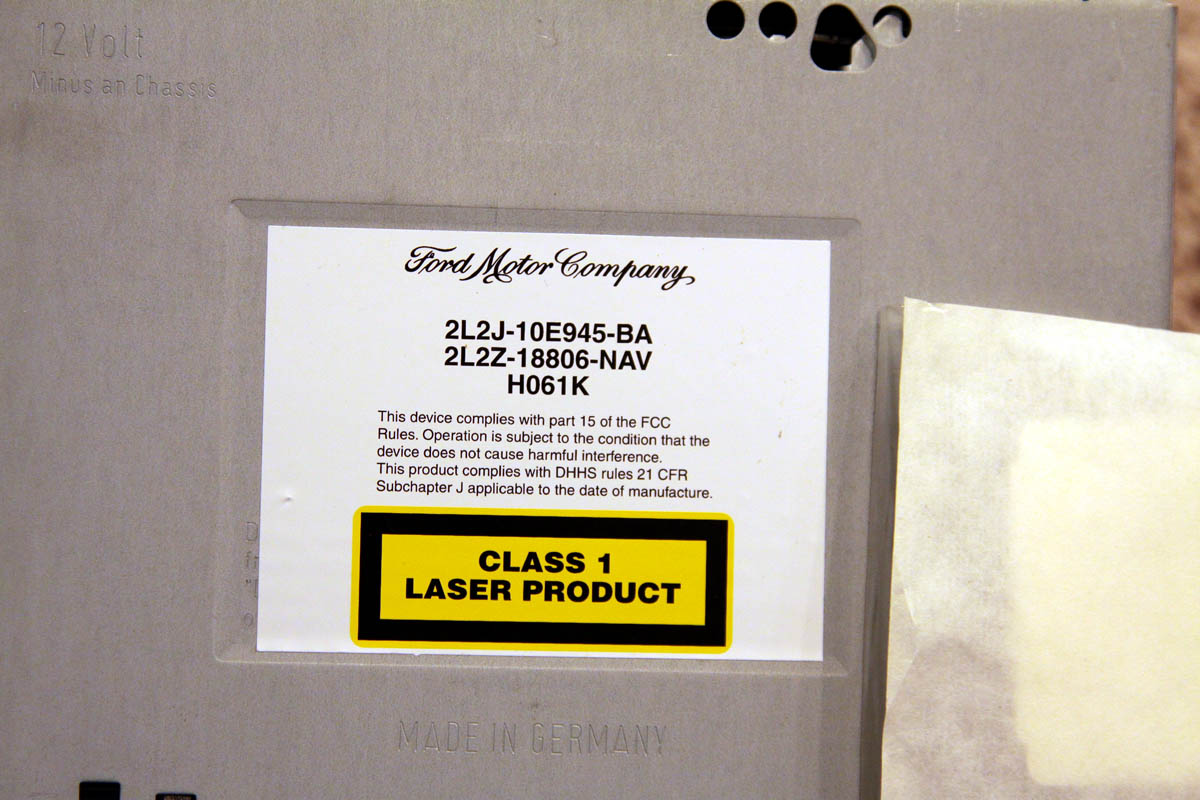 12 Volt
Minus an Chassis
Ford Motor Company
2L2J-10E945-BA
2L2Z-18806-NAV
H061K
This device complies with part 15 of the FCC
Rules. Operation is subject to the condition that the
device does not cause harmful interference.
This product complies with DHHS rules 21 CFR
Subchapter J applicable to the date of manufacture.
CLASS 1
LASER PRODUCT
MADE IN GERMANY